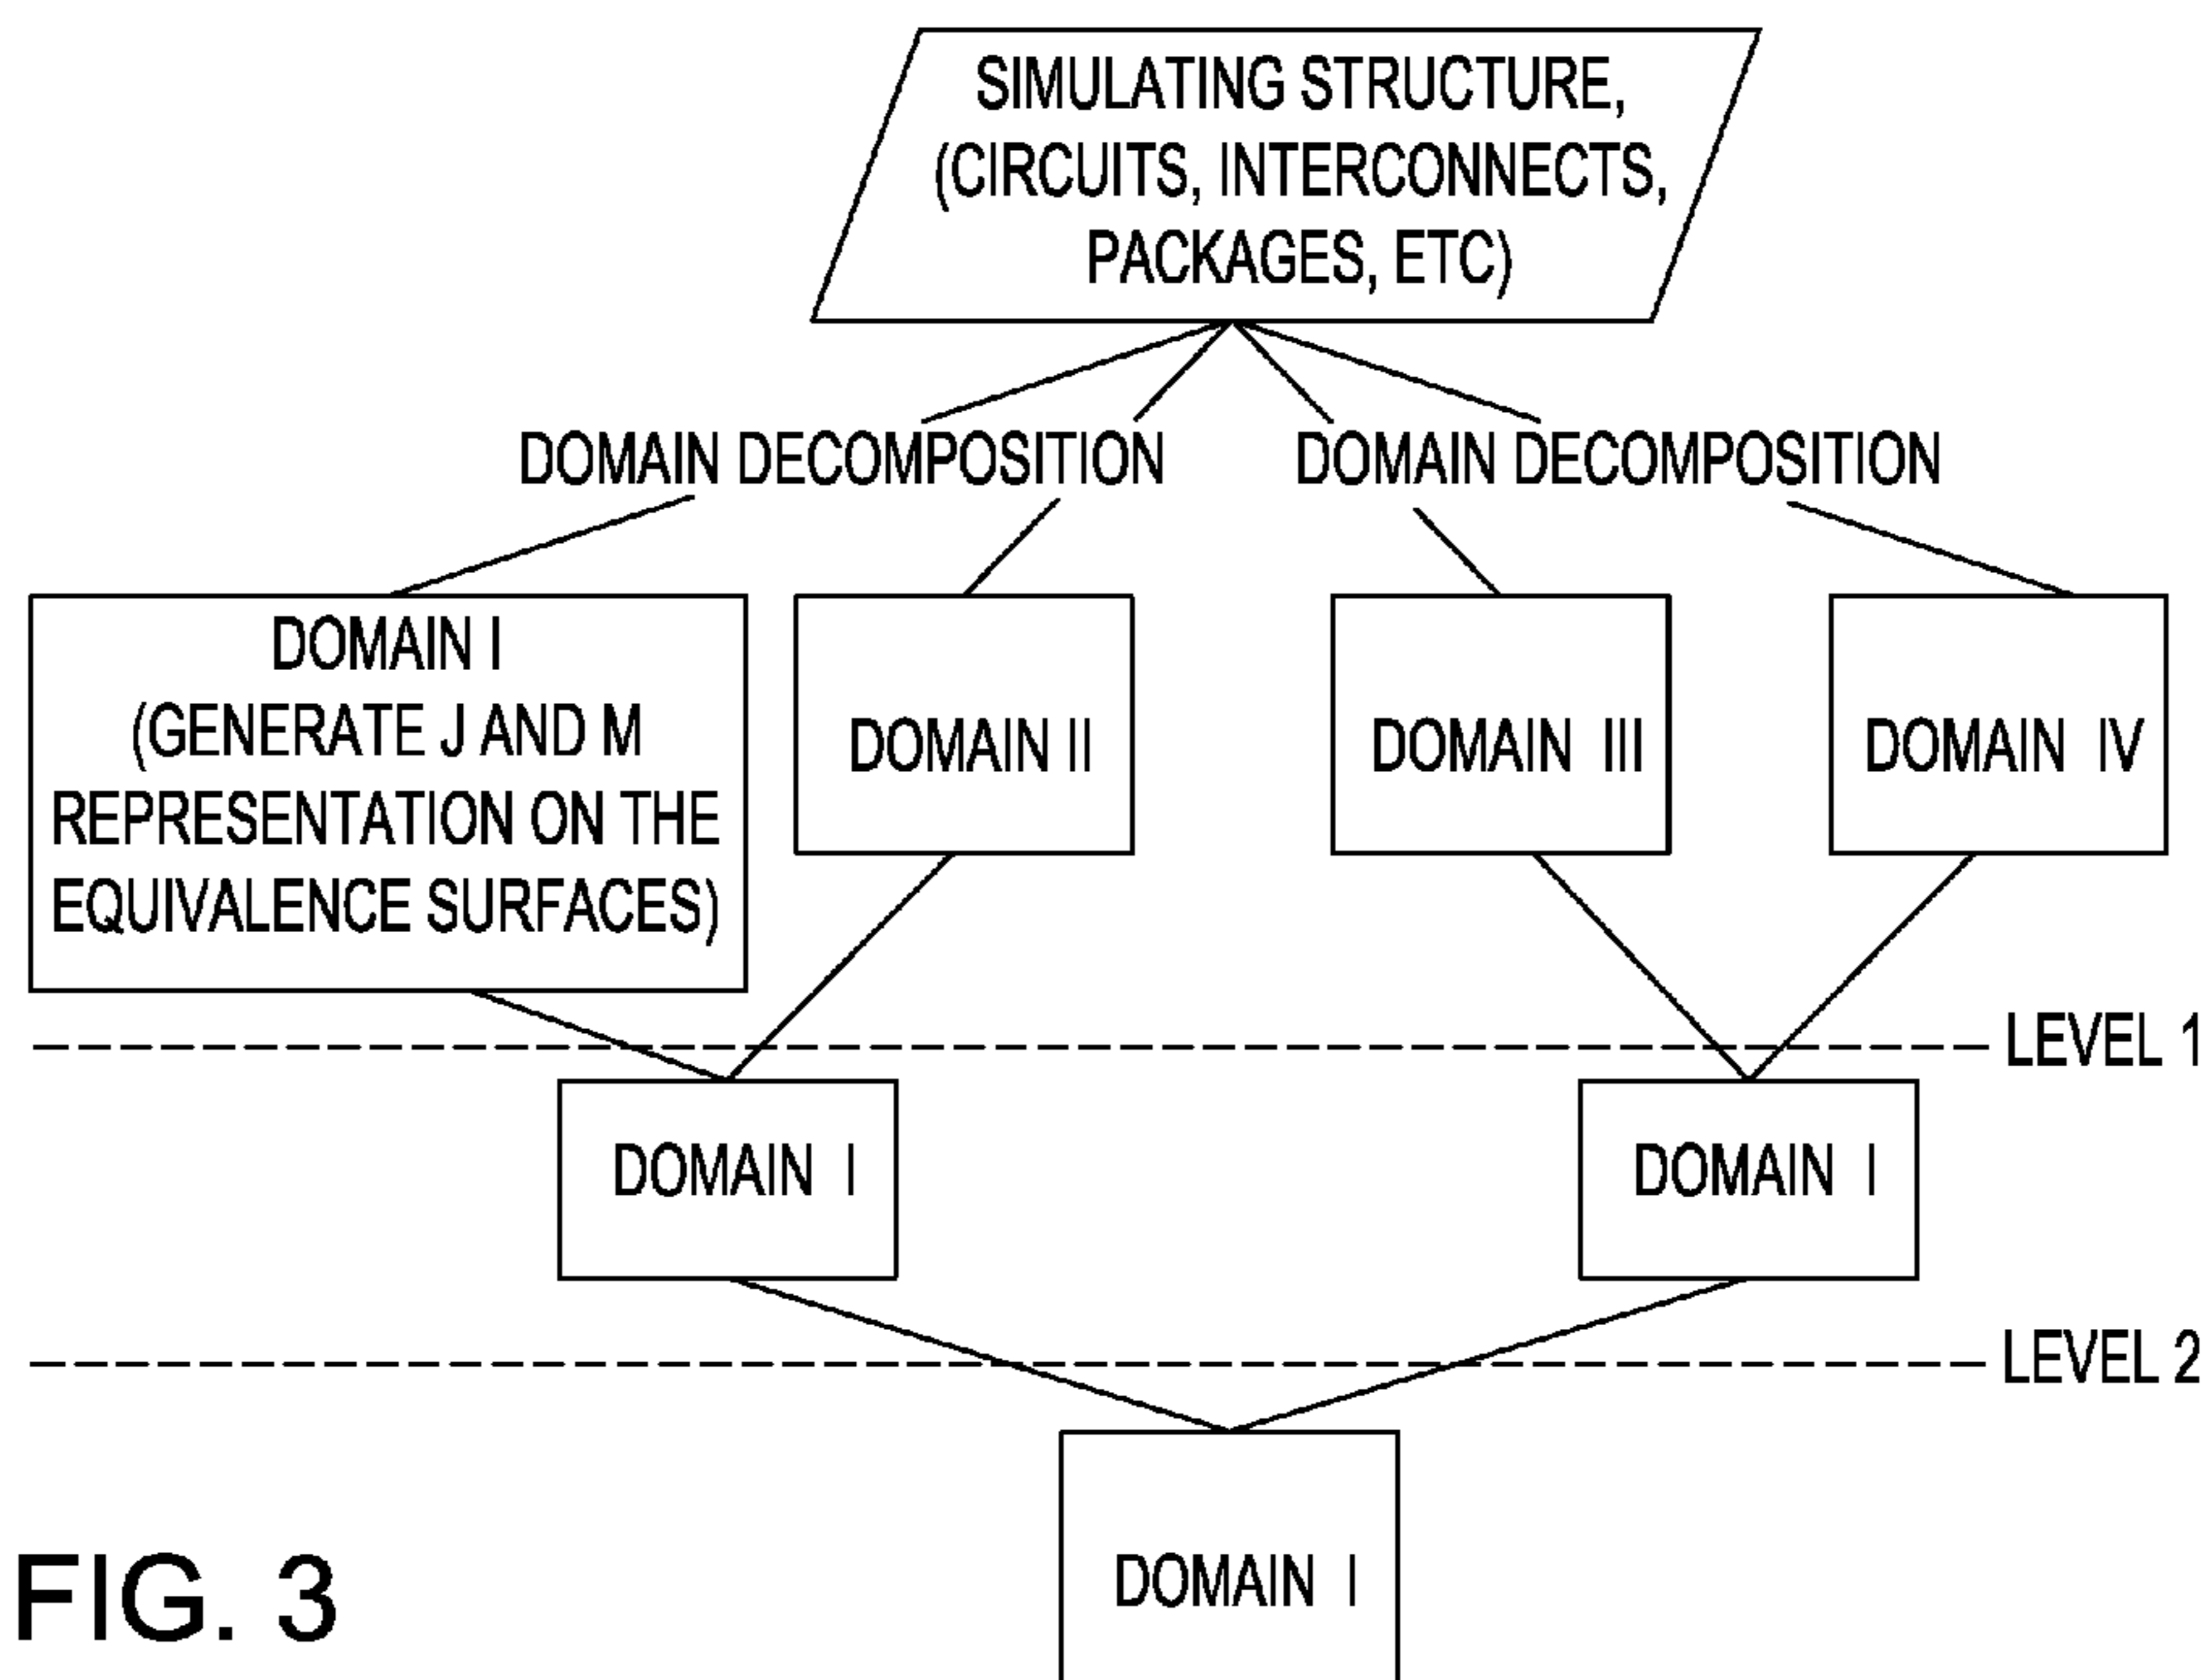 SIMULATING STRUCTURE,
(CIRCUITS, INTERCONNECTS,
PACKAGES, ETC)
DOMAIN DECOMPOSITION
DOMAIN DECOMPOSITION
DOMAIN I
(GENERATE J AND M
REPRESENTATION ON THE
EQUIVALENCE SURFACES)
DOMAIN II
DOMAIN III
DOMAIN IV
LEVEL 1
DOMAIN I
DOMAIN I
LEVEL 2
DOMAIN I
FIG. 3